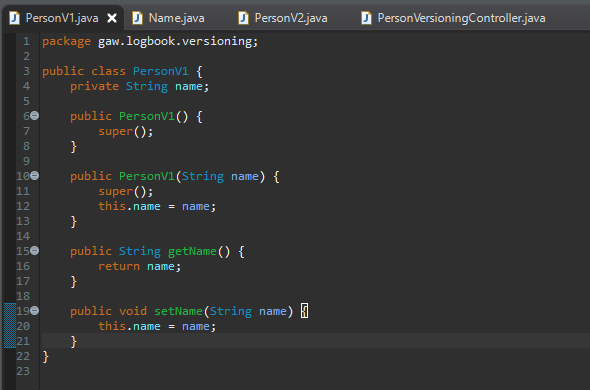 PersonV1.java Name.java PersonV2.java PersonVersioningController.java
1 package gaw.logbook.versioning;
2
3 public class PersonV1 {
4 private String name;
5
6 public PersonV1() {
7 super();
8 }
9
10 public PersonV1(String name) {
11 super();
12 this.name = name;
13 }
14
15 public String getName() {
16 return name;
17 }
18
19 public void setName(String name) {
20 this.name = name;
21 }
22 }
23